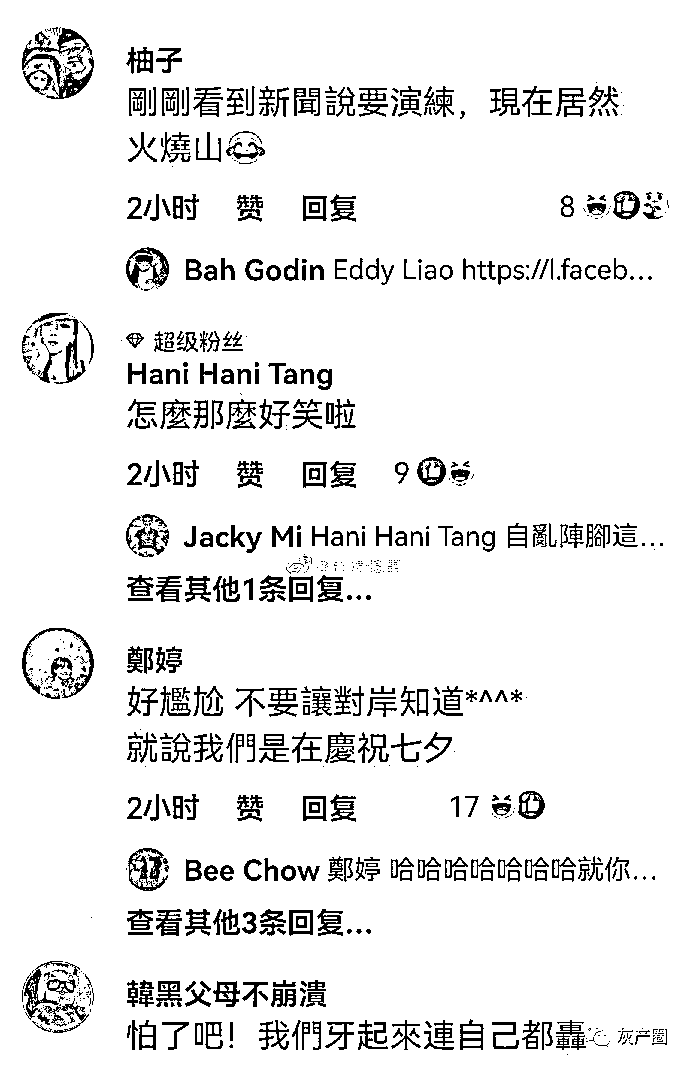 柚子
剛剛看到新聞說要演練，現在居然
火燒山😂
2小时 赞 回复 8
Bah Godin Eddy Liao https://l.faceb...
超级粉丝
Hani Hani Tang
怎麼那麼好笑啦
2小时 赞 回复 9
Jacky Mi Hani Hani Tang 自亂陣腳這...
查看其他1条回复...
鄭婷
好尷尬 不要讓對岸知道*^^*
就說我們是在慶祝七夕
2小时 赞 回复 17
Bee Chow 鄭婷 哈哈哈哈哈哈哈就你...
查看其他3条回复...
韓黑父母不崩潰
怕了吧！我們牙起來連自己都轟
灰产圈